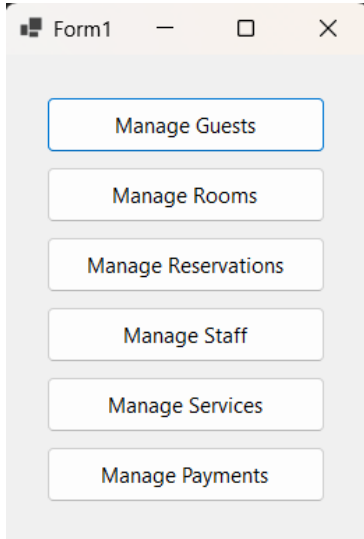 Form1
Manage Guests
Manage Rooms
Manage Reservations
Manage Staff
Manage Services
Manage Payments